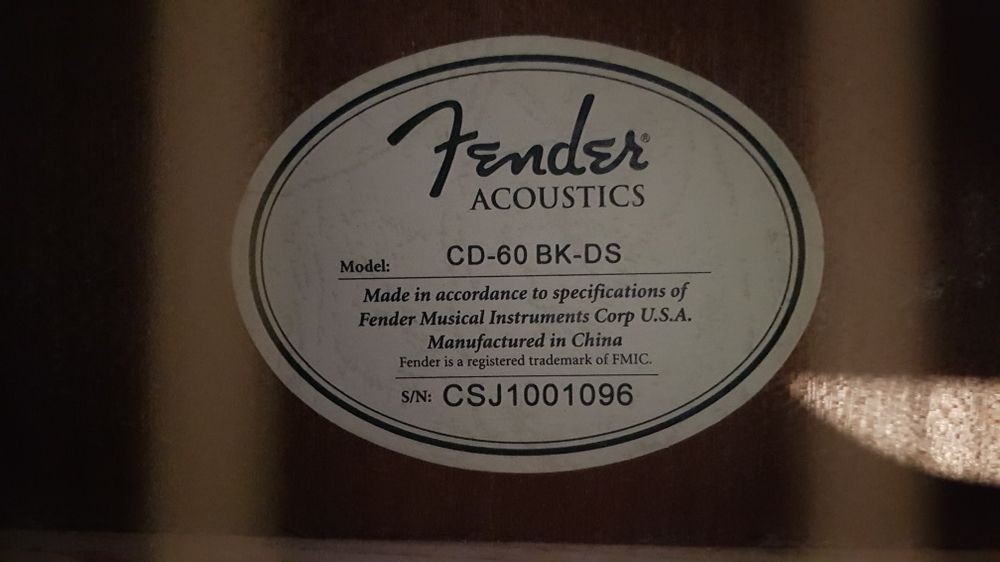 Fender®
ACOUSTICS
Model: CD-60 BK-DS
Made in accordance to specifications of
Fender Musical Instruments Corp U.S.A.
Manufactured in China
Fender is a registered trademark of FMIC.
S/N: CSJ1001096